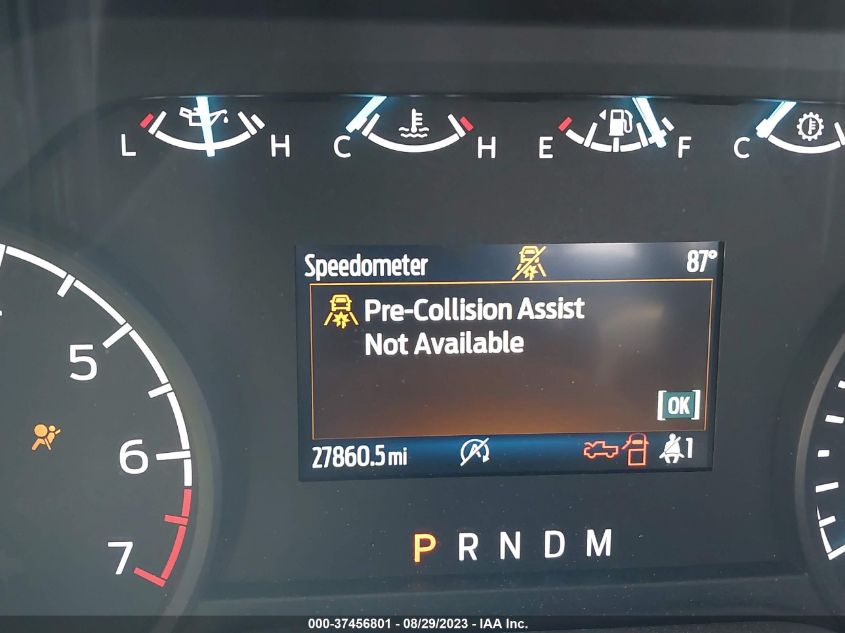 L H C H E F C
Speedometer 87°
Pre-Collision Assist
Not Available
[OK]
27860.5 mi 1
5
6
7
P R N D M
000-37456801 - 08/29/2023 - IAA Inc.